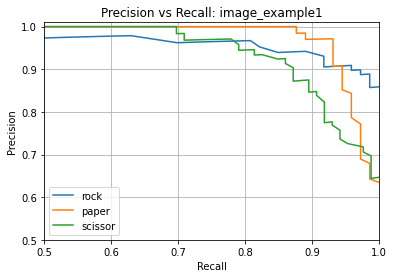 Precision vs Recall: image_example1
1.0
0.9
0.8
0.7
0.6
0.5
Precision
rock
paper
scissor
0.5 0.6 0.7 0.8 0.9 1.0
Recall